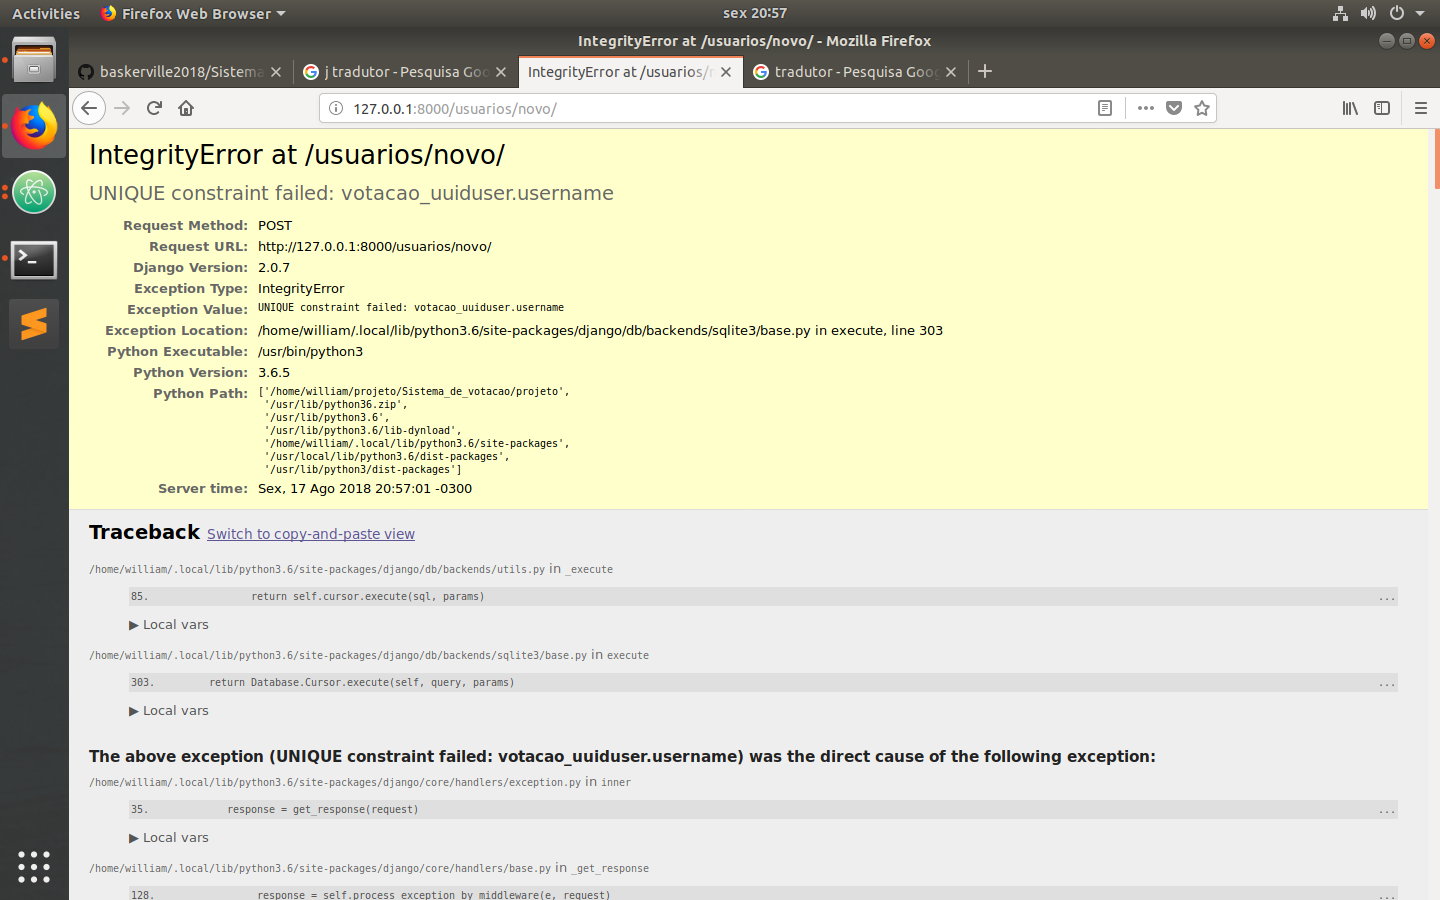 Activities
Firefox Web Browser
sex 20:57
IntegrityError at /usuarios/novo/ - Mozilla Firefox
baskerville2018/Sistema
j tradutor - Pesquisa Goo
IntegrityError at /usuarios/n
tradutor - Pesquisa Goog
127.0.0.1:8000/usuarios/novo/
IntegrityError at /usuarios/novo/
UNIQUE constraint failed: votacao_uuiduser.username
Request Method: POST
Request URL: http://127.0.0.1:8000/usuarios/novo/
Django Version: 2.0.7
Exception Type: IntegrityError
Exception Value: UNIQUE constraint failed: votacao_uuiduser.username
Exception Location: /home/william/.local/lib/python3.6/site-packages/django/db/backends/sqlite3/base.py in execute, line 303
Python Executable: /usr/bin/python3
Python Version: 3.6.5
Python Path: ['/home/william/projeto/Sistema_de_votacao/projeto',
'/usr/lib/python36.zip',
'/usr/lib/python3.6',
'/usr/lib/python3.6/lib-dynload',
'/home/william/.local/lib/python3.6/site-packages',
'/usr/local/lib/python3.6/dist-packages',
'/usr/lib/python3/dist-packages']
Server time: Sex, 17 Ago 2018 20:57:01 -0300
Traceback Switch to copy-and-paste view
/home/william/.local/lib/python3.6/site-packages/django/db/backends/utils.py in _execute
85. return self.cursor.execute(sql, params) ...
▶ Local vars
/home/william/.local/lib/python3.6/site-packages/django/db/backends/sqlite3/base.py in execute
303. return Database.Cursor.execute(self, query, params) ...
▶ Local vars
The above exception (UNIQUE constraint failed: votacao_uuiduser.username) was the direct cause of the following exception:
/home/william/.local/lib/python3.6/site-packages/django/core/handlers/exception.py in inner
35. response = get_response(request) ...
▶ Local vars
/home/william/.local/lib/python3.6/site-packages/django/core/handlers/base.py in _get_response
128. response = self.process_exception_by_middleware(e, request) ...